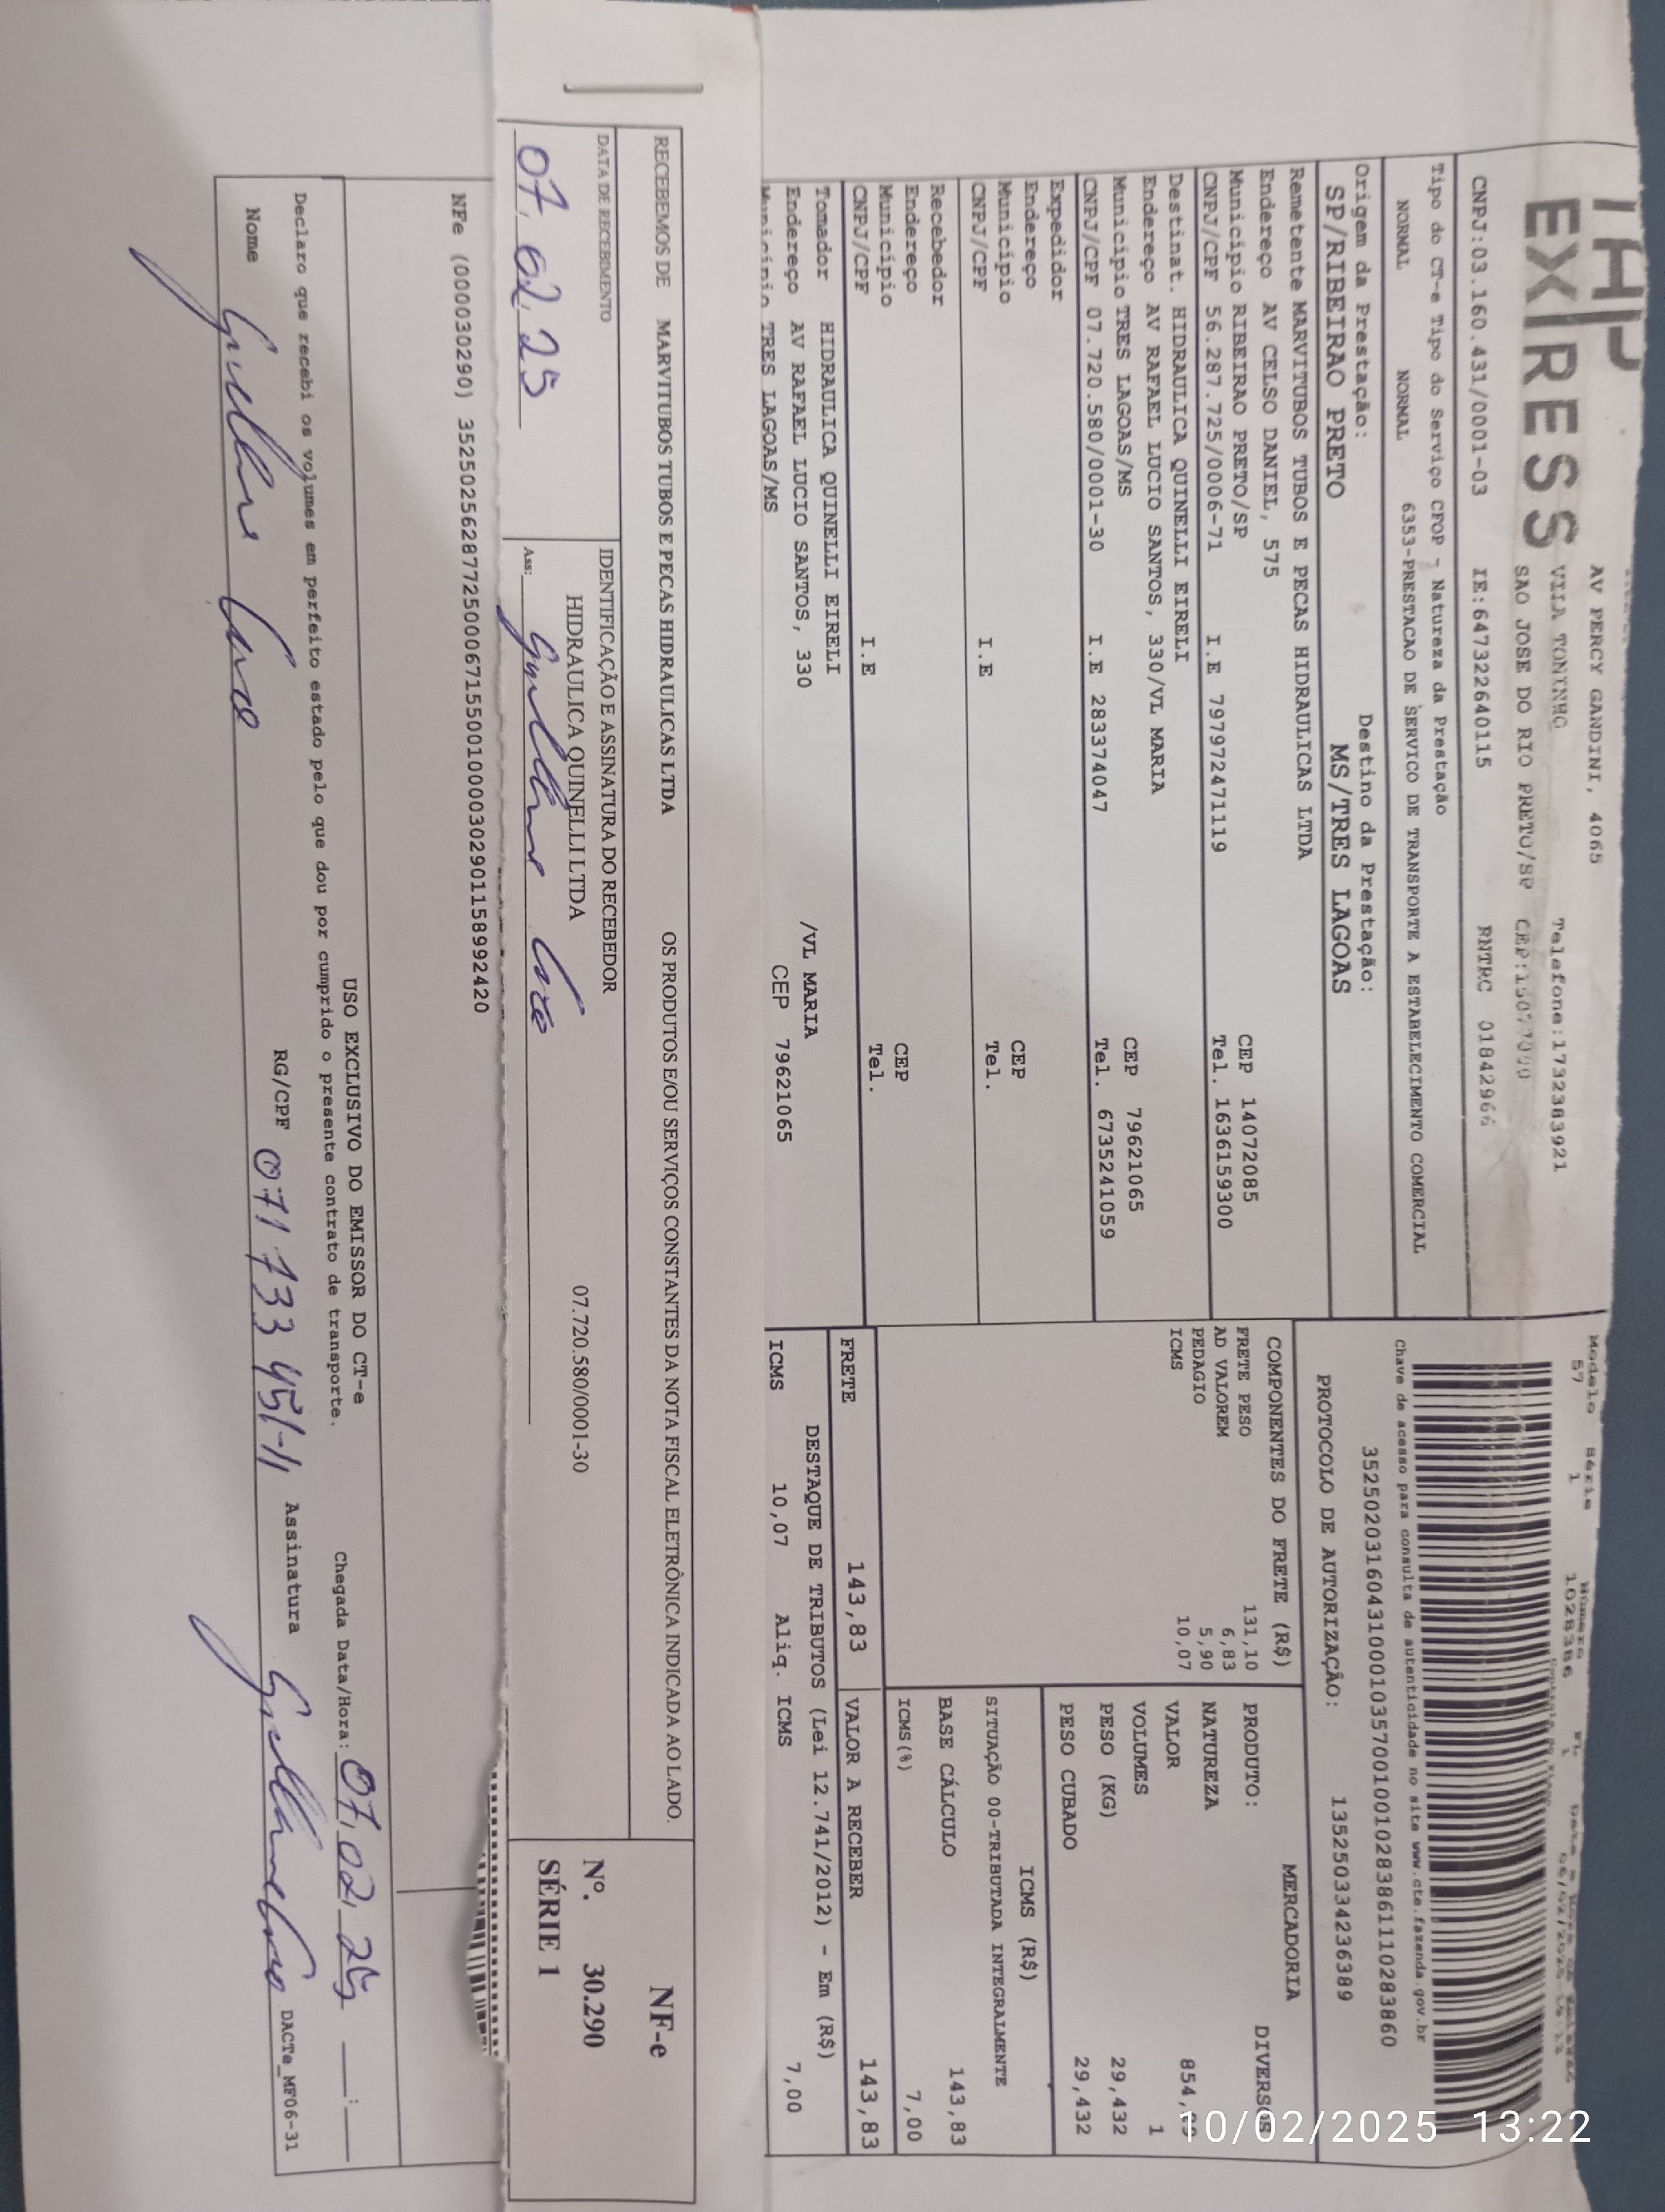 THP
EXPRESS
AV PERCY GANDINI, 4065
VILA TONINHO Telefone:1732383921
SAO JOSE DO RIO PRETO/SP
CNPJ:03.160.431/0001-03 IE:647322640115 RNTRC 01842966
Tipo do CT-e Tipo do Serviço CFOP - Natureza da Prestação
NORMAL NORMAL 6353-PRESTACAO DE SERVICO DE TRANSPORTE A ESTABELECIMENTO COMERCIAL
Origem da Prestação: Destino da Prestação:
SP/RIBEIRAO PRETO MS/TRES LAGOAS
Remetente MARVITUBOS TUBOS E PECAS HIDRAULICAS LTDA
Endereço AV CELSO DANIEL, 575 CEP 14072085
Município RIBEIRAO PRETO/SP Tel. 1636159300
CNPJ/CPF 56.287.725/0006-71 I.E 797972471119
Destinat. HIDRAULICA QUINELLI EIRELI
Endereço AV RAFAEL LUCIO SANTOS, 330/VL MARIA CEP 79621065
Município TRES LAGOAS/MS Tel. 6735241059
CNPJ/CPF 07.720.580/0001-30 I.E 283374047
Expedidor
Endereço
Município CEP
CNPJ/CPF I.E Tel.
Recebedor
Endereço
Município CEP
CNPJ/CPF I.E Tel.
Tomador HIDRAULICA QUINELLI EIRELI
Endereço AV RAFAEL LUCIO SANTOS, 330 /VL MARIA
Município TRES LAGOAS/MS CEP 79621065
Modelo Série Número
57 1 1028386
Chave de acesso para consulta de autenticidade no site www.cte.fazenda.gov.br
35250203160431000103570010010283861110283860
PROTOCOLO DE AUTORIZAÇÃO: 135250334236389
COMPONENTES DO FRETE (R$)
FRETE PESO 131,10
AD VALOREM 6,83
PEDAGIO 5,90
ICMS 10,07
MERCADORIA
PRODUTO: DIVERSOS
NATUREZA
VALOR
VOLUMES 1
PESO (KG) 29,432
PESO CUBADO 29,432
ICMS (R$)
SITUAÇÃO 00-TRIBUTADA INTEGRALMENTE
BASE CÁLCULO 143,83
ICMS(%) 7,00
FRETE 143,83 VALOR A RECEBER 143,83
DESTAQUE DE TRIBUTOS (Lei 12.741/2012) - Em (R$)
ICMS 10,07 Aliq. ICMS 7,00
RECEBEMOS DE MARVITUBOS TUBOS E PECAS HIDRAULICAS LTDA OS PRODUTOS E/OU SERVIÇOS CONSTANTES DA NOTA FISCAL ELETRÔNICA INDICADA AO LADO.
DATA DE RECEBIMENTO IDENTIFICAÇÃO E ASSINATURA DO RECEBEDOR
HIDRAULICA QUINELLI LTDA 07.720.580/0001-30
07,02,25
Ass:
NF-e
Nº. 30.290
SÉRIE 1
NFe (000030290) 35250256287725000671550010000302901158992420
USO EXCLUSIVO DO EMISSOR DO CT-e
Declaro que recebi os volumes em perfeito estado pelo que dou por cumprido o presente contrato de transporte.
Chegada Data/Hora: 07,02,25 __:__
Nome RG/CPF 071 733 451-11 Assinatura
DACTe_MF06-31
10/02/2025 13:22